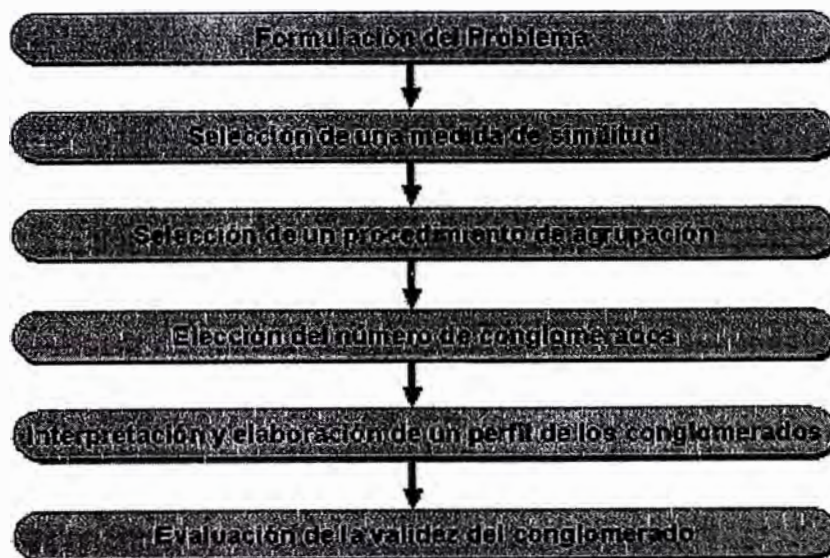 Formulación del Problema
Selección de una medida de similitud
Selección de un procedimiento de agrupación
Elección del número de conglomerados
Interpretación y elaboración de un perfil de los conglomerados
Evaluación de la validez del conglomerado